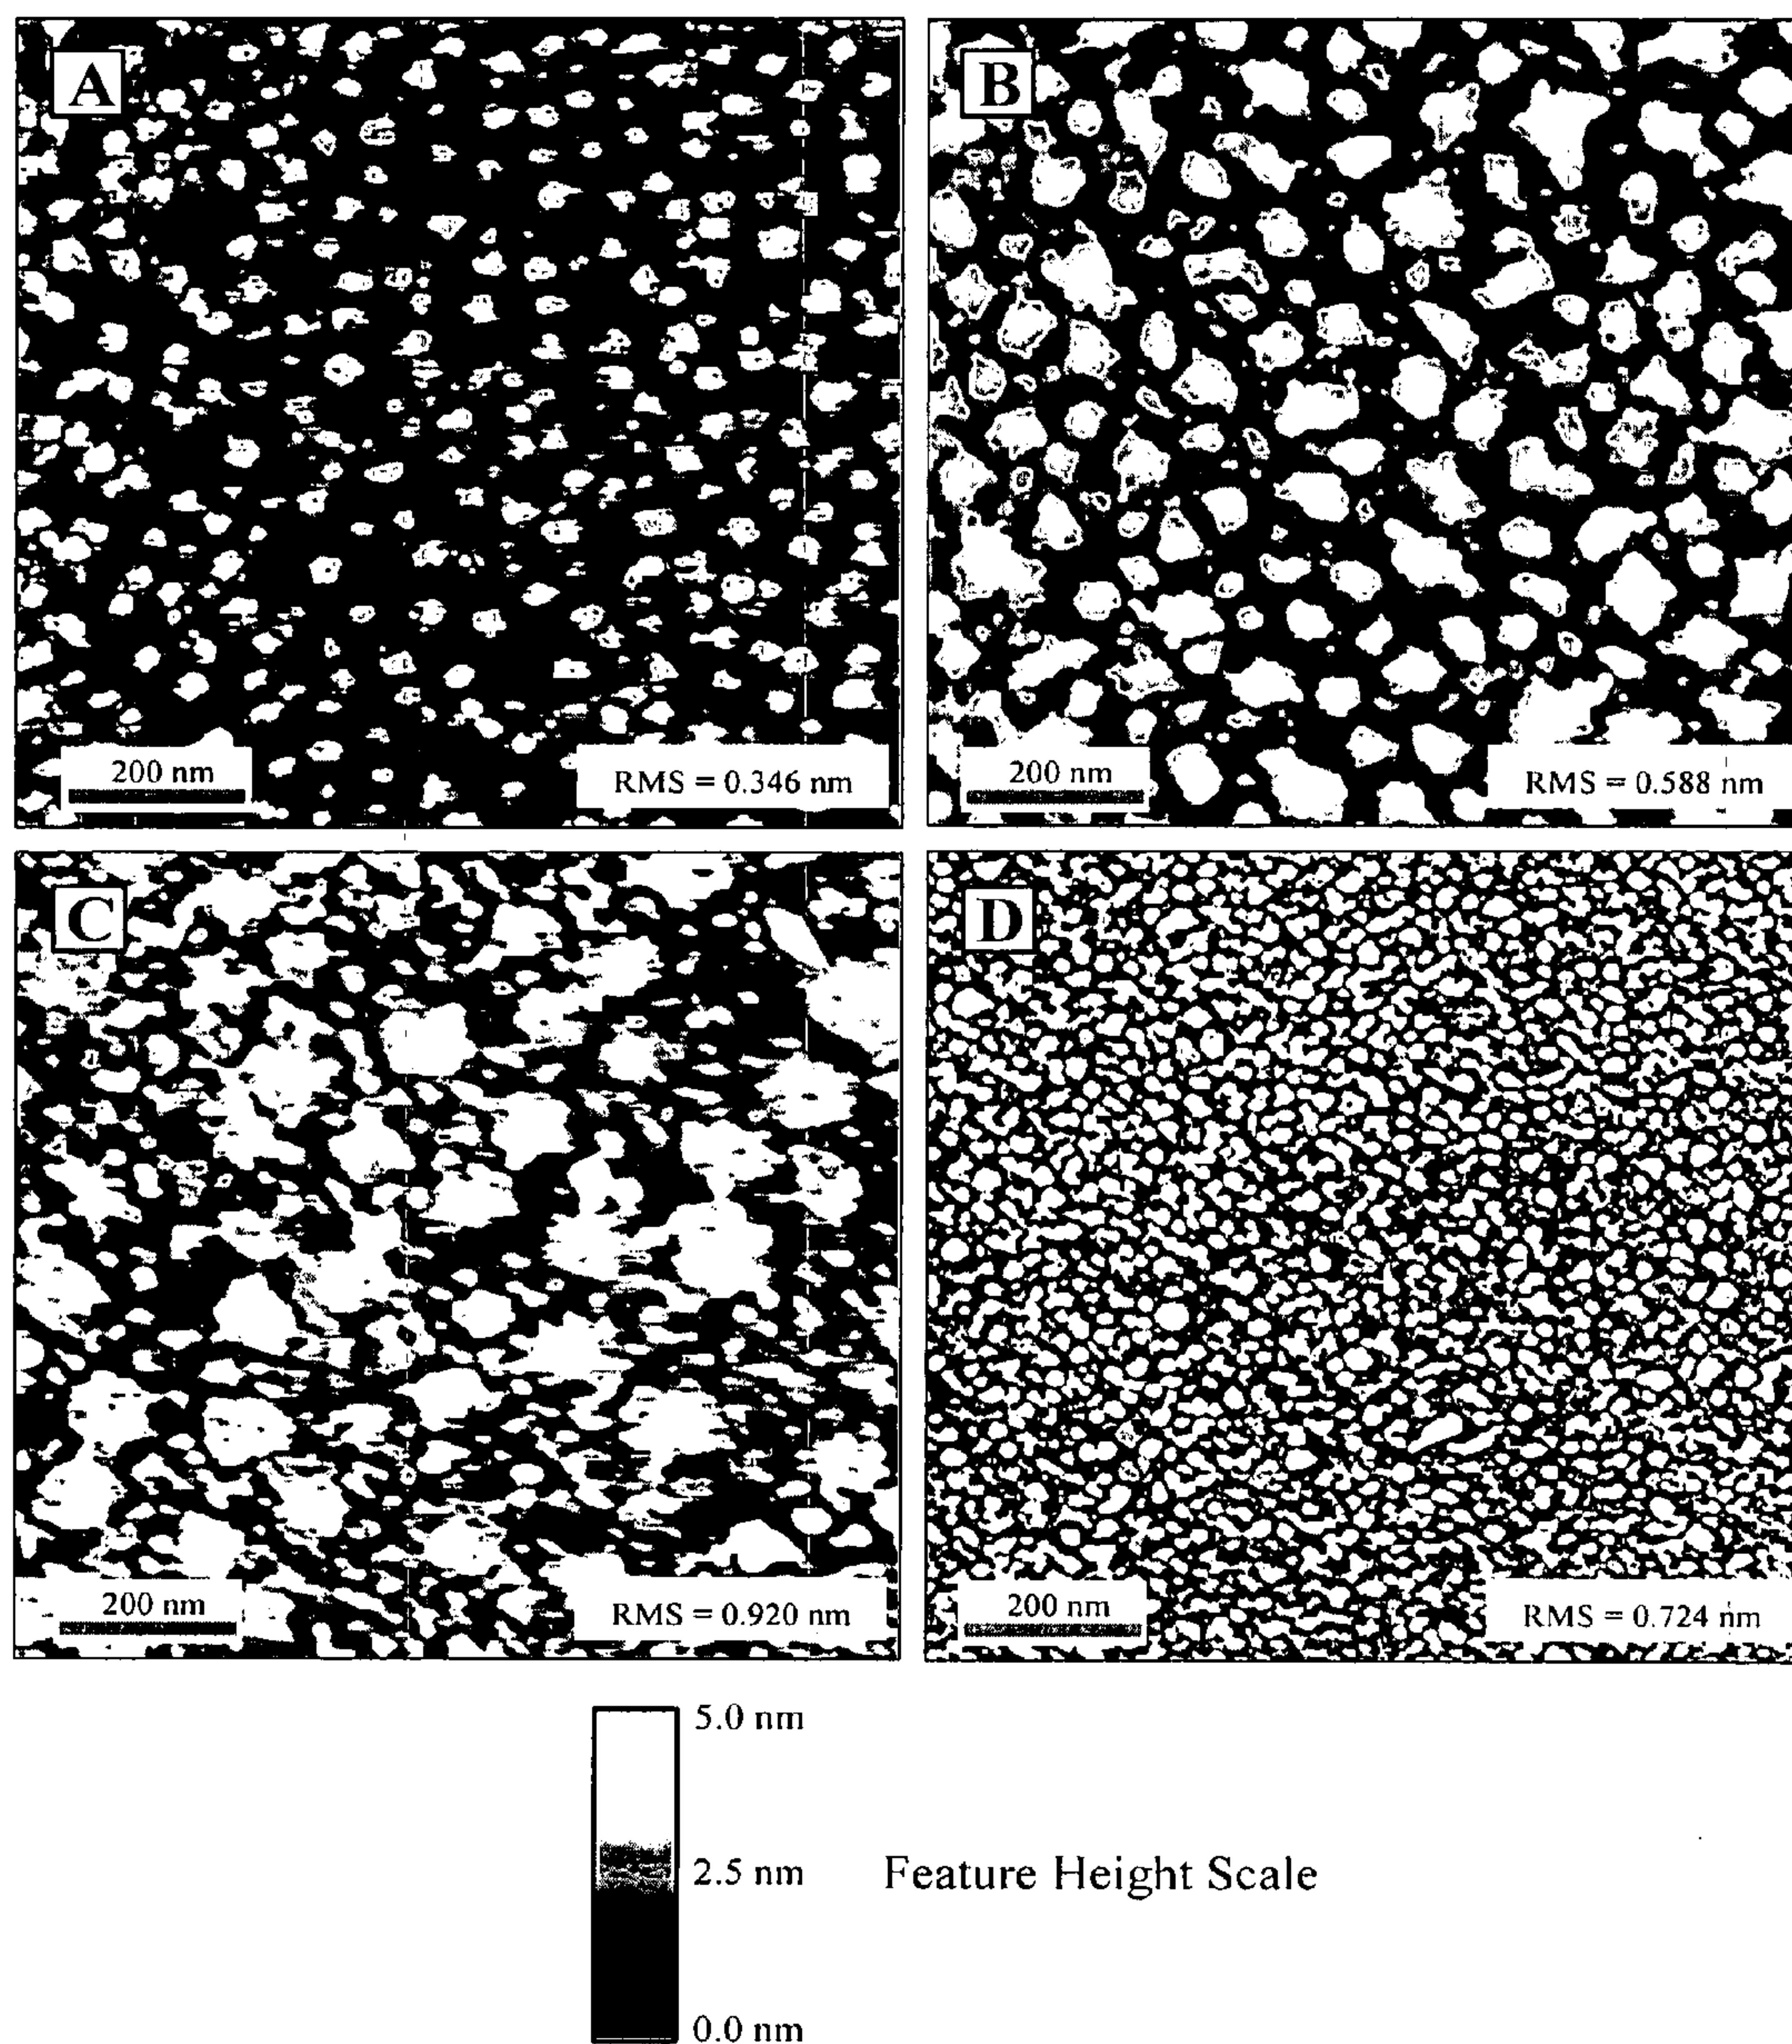 A
200 nm
RMS = 0.346 nm
B
200 nm
RMS = 0.588 nm
C
200 nm
RMS = 0.920 nm
D
200 nm
RMS = 0.724 nm
5.0 nm
2.5 nm
Feature Height Scale
0.0 nm